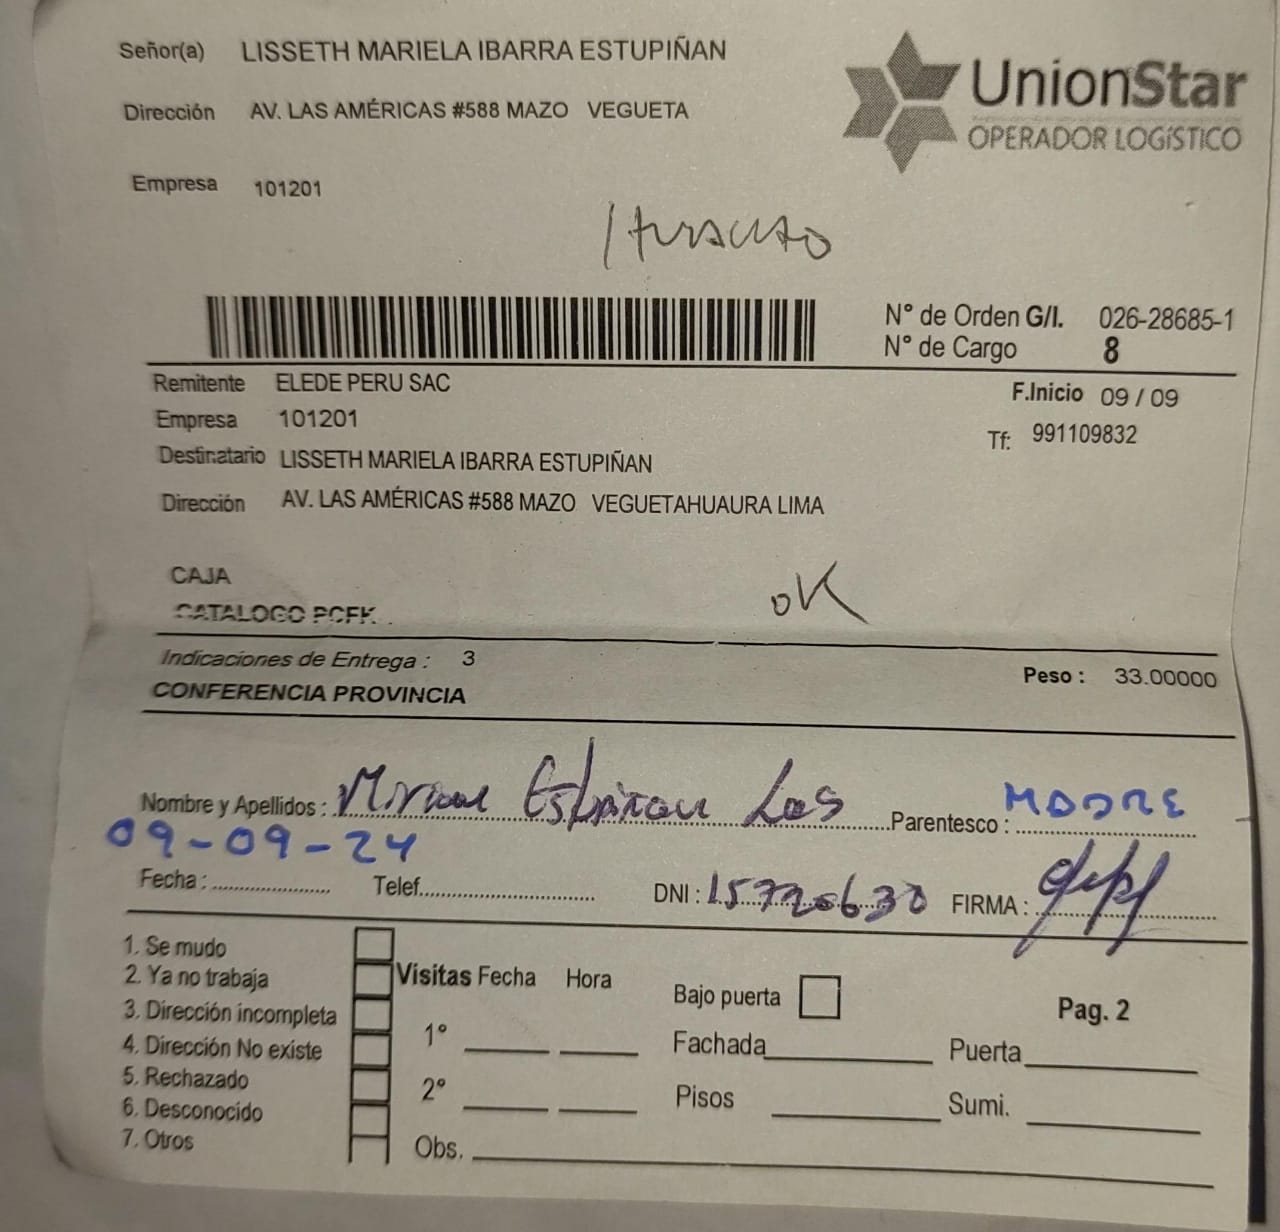 Señor(a) LISSETH MARIELA IBARRA ESTUPIÑAN
UnionStar
OPERADOR LOGÍSTICO
Dirección AV. LAS AMÉRICAS #588 MAZO VEGUETA
Empresa 101201
N° de Orden G/I. 026-28685-1
N° de Cargo 8
Remitente ELEDE PERU SAC
F.Inicio 09 / 09
Empresa 101201
Tf: 991109832
Destinatario LISSETH MARIELA IBARRA ESTUPIÑAN
Dirección AV. LAS AMÉRICAS #588 MAZO VEGUETAHUAURA LIMA
CAJA
OK
CATALOGO PCFK
Indicaciones de Entrega : 3
Peso : 33.00000
CONFERENCIA PROVINCIA
Nombre y Apellidos : Parentesco : MADRE
09-09-24
Fecha : Telef. DNI : 15720630 FIRMA :
1. Se mudo
2. Ya no trabaja
3. Dirección incompleta
4. Dirección No existe
5. Rechazado
6. Desconocido
7. Otros
Visitas Fecha Hora
1°
2°
Obs.
Bajo puerta
Pag. 2
Fachada Puerta
Pisos Sumi.